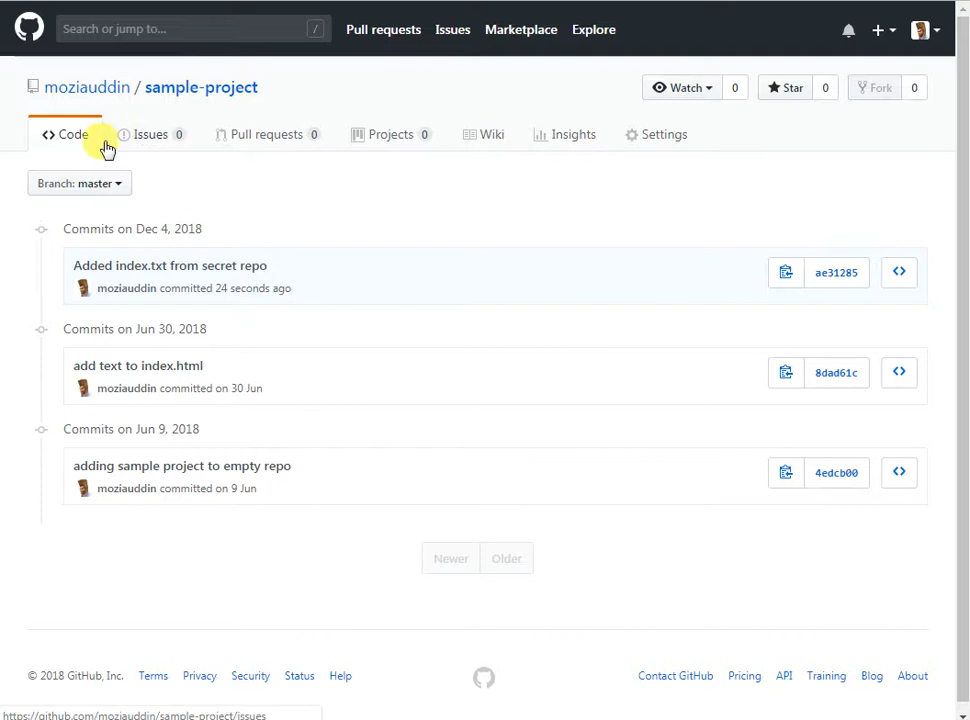 Search or jump to... / Pull requests Issues Marketplace Explore
moziauddin / sample-project Watch 0 Star 0 Fork 0
Code Issues 0 Pull requests 0 Projects 0 Wiki Insights Settings
Branch: master
Commits on Dec 4, 2018
Added index.txt from secret repo
moziauddin committed 24 seconds ago
ae31285
Commits on Jun 30, 2018
add text to index.html
moziauddin committed on 30 Jun
8dad61c
Commits on Jun 9, 2018
adding sample project to empty repo
moziauddin committed on 9 Jun
4edcb00
Newer Older
© 2018 GitHub, Inc. Terms Privacy Security Status Help Contact GitHub Pricing API Training Blog About
https://github.com/moziauddin/sample-project/issues